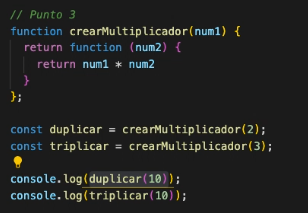 // Punto 3
function crearMultiplicador(num1) {
  return function (num2) {
    return num1 * num2
  }
};

const duplicar = crearMultiplicador(2);
const triplicar = crearMultiplicador(3);

console.log(duplicar(10));
console.log(triplicar(10));